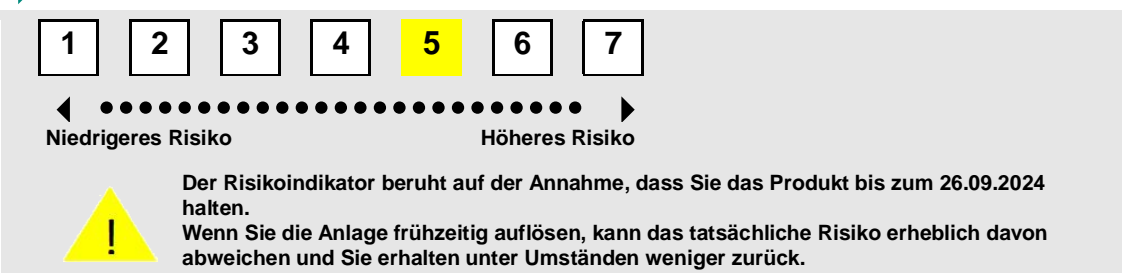 1 2 3 4 5 6 7
Niedrigeres Risiko Höheres Risiko
Der Risikoindikator beruht auf der Annahme, dass Sie das Produkt bis zum 26.09.2024
halten.
! Wenn Sie die Anlage frühzeitig auflösen, kann das tatsächliche Risiko erheblich davon
abweichen und Sie erhalten unter Umständen weniger zurück.